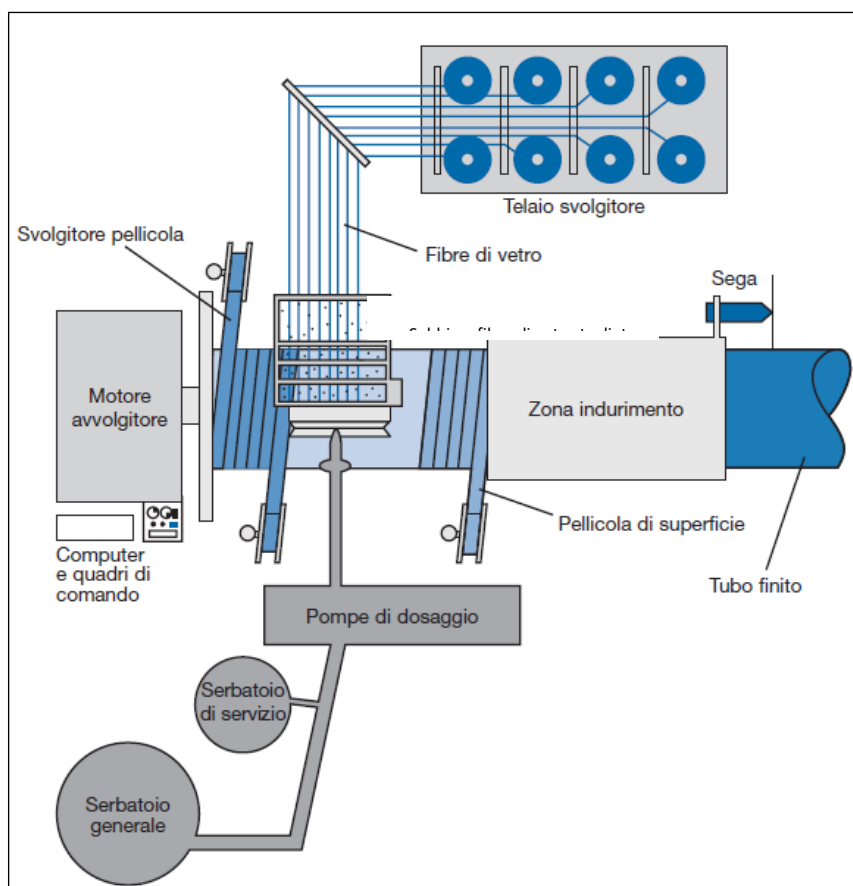 Telaio svolgitore
Svolgitore pellicola
Fibre di vetro
Sega
Motore
avvolgitore
Zona indurimento
Pellicola di superficie
Computer
e quadri di
comando
Tubo finito
Pompe di dosaggio
Serbatoio
di servizio
Serbatoio
generale